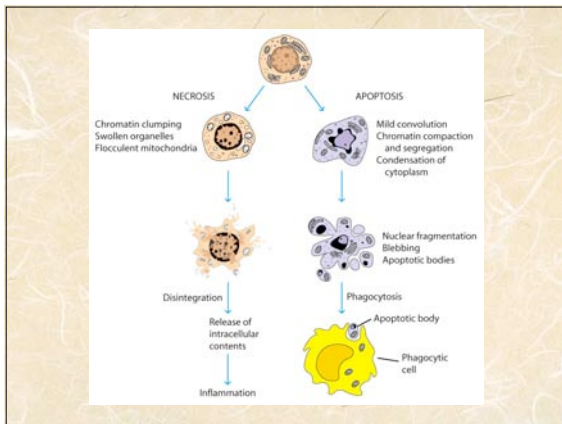 NECROSIS
Chromatin clumping
Swollen organelles
Flocculent mitochondria
APOPTOSIS
Mild convolution
Chromatin compaction
and segregation
Condensation of
cytoplasm
Nuclear fragmentation
Blebbing
Apoptotic bodies
Disintegration
Release of
intracellular
contents
Inflammation
Phagocytosis
Apoptotic body
Phagocytic
cell